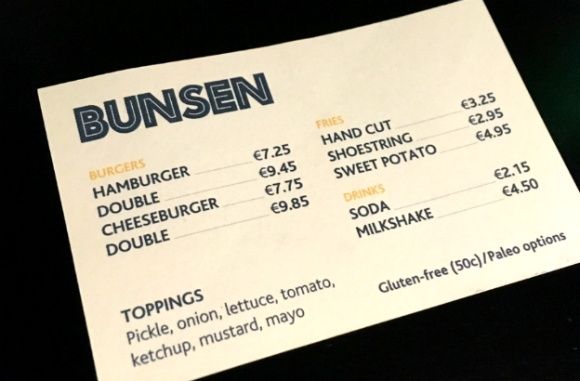 BUNSEN
BURGERS
HAMBURGER €7.25
DOUBLE €9.45
CHEESEBURGER €7.75
DOUBLE €9.85
FRIES
HAND CUT €3.25
SHOESTRING €2.95
SWEET POTATO €4.95
DRINKS
SODA €2.15
MILKSHAKE €4.50
TOPPINGS
Pickle, onion, lettuce, tomato,
ketchup, mustard, mayo
Gluten-free (50c)/Paleo options